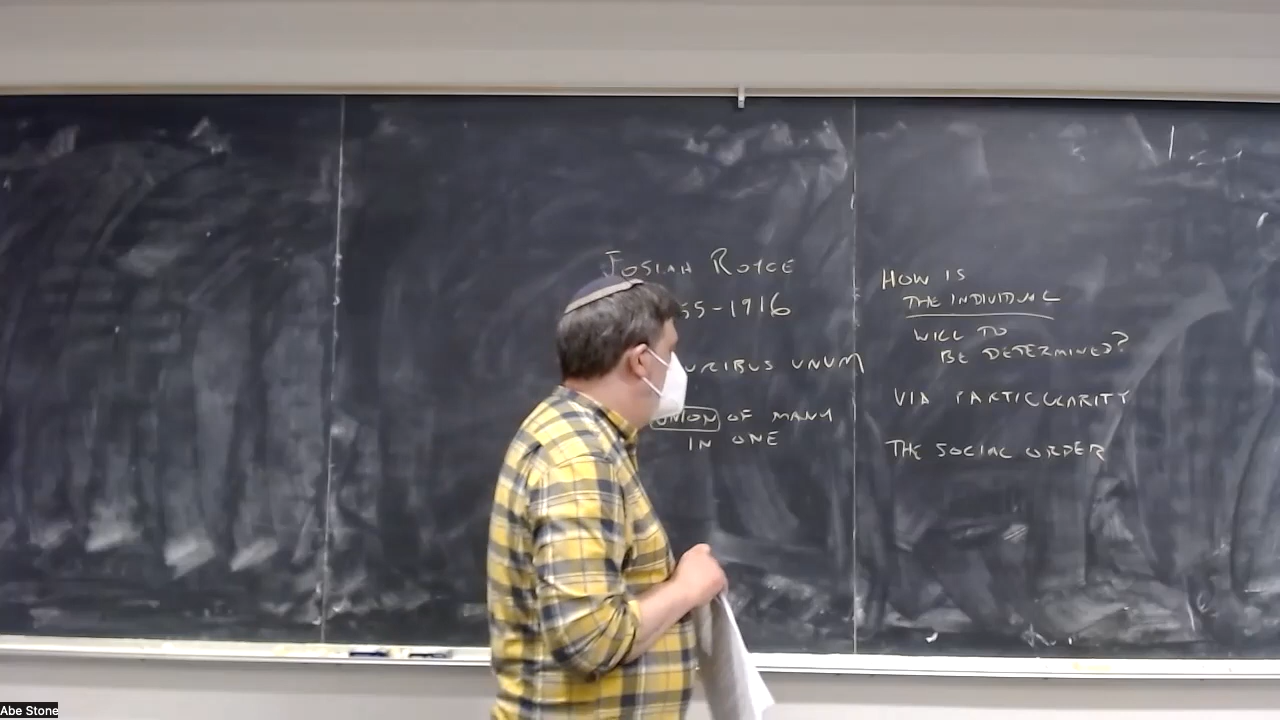 JOSIAH ROYCE
55-1916
URIBUS UNUM
UNION OF MANY
IN ONE
HOW IS
THE INDIVIDUAL
WILL TO
BE DETERMINED?
VIA PARTICULARITY
THE SOCIAL ORDER
Abe Stone